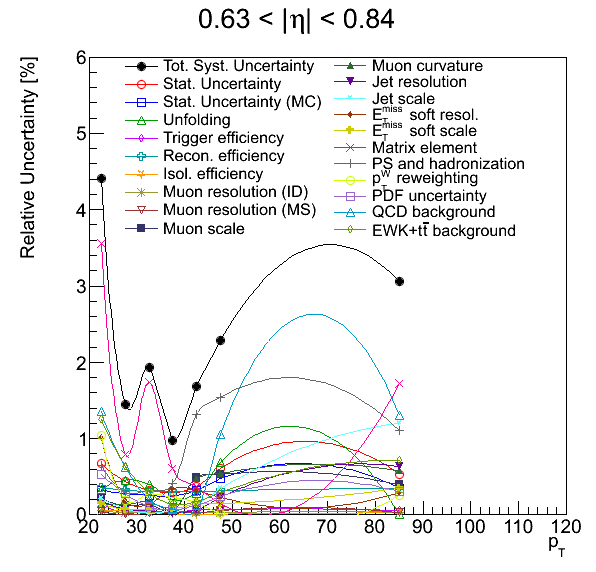 0.63 < |η| < 0.84
Relative Uncertainty [%]
6
5
4
3
2
1
0
Tot. Syst. Uncertainty
Stat. Uncertainty
Stat. Uncertainty (MC)
Unfolding
Trigger efficiency
Recon. efficiency
Isol. efficiency
Muon resolution (ID)
Muon resolution (MS)
Muon scale
Muon curvature
Jet resolution
Jet scale
E_T^miss soft resol.
E_T^miss soft scale
Matrix element
PS and hadronization
p_T^W reweighting
PDF uncertainty
QCD background
EWK+tt̄ background
20 30 40 50 60 70 80 90 100 110 120
p_T